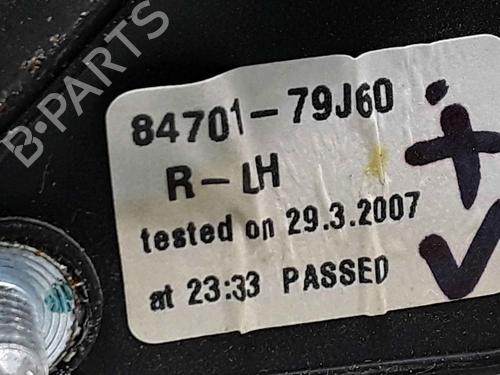 B-PARTS
84701-79J60
R-LH
tested on 29.3.2007
at 23:33 PASSED